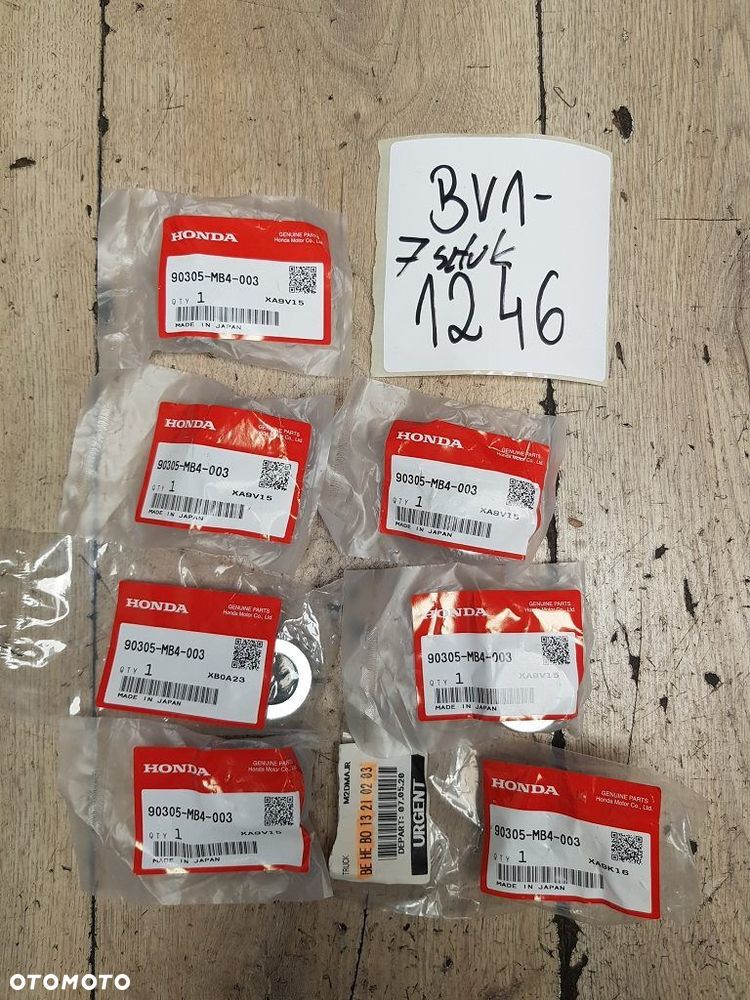 BV1-
7 sztuk
1246
HONDA
GENUINE PARTS
Honda Motor Co., Ltd.
90305-MB4-003
QTY 1
XA9V15
MADE IN JAPAN
HONDA
GENUINE PARTS
Honda Motor Co., Ltd.
90305-MB4-003
QTY 1
XA9V15
MADE IN JAPAN
HONDA
GENUINE PARTS
Honda Motor Co., Ltd.
90305-MB4-003
QTY 1
XA9V15
MADE IN JAPAN
HONDA
GENUINE PARTS
Honda Motor Co., Ltd.
90305-MB4-003
QTY 1
XB0A23
MADE IN JAPAN
HONDA
90305-MB4-003
QTY 1
XA9V15
MADE IN JAPAN
HONDA
GENUINE PARTS
Honda Motor Co., Ltd.
90305-MB4-003
QTY 1
XA9V15
MADE IN JAPAN
TRUCK M2DMAJR
BE HE BO 13 21 02 03
DEPART: 07.05.20
URGENT
HONDA
GENUINE PARTS
Honda Motor Co., Ltd.
90305-MB4-003
QTY 1
XA9K16
MADE IN JAPAN
OTOMOTO